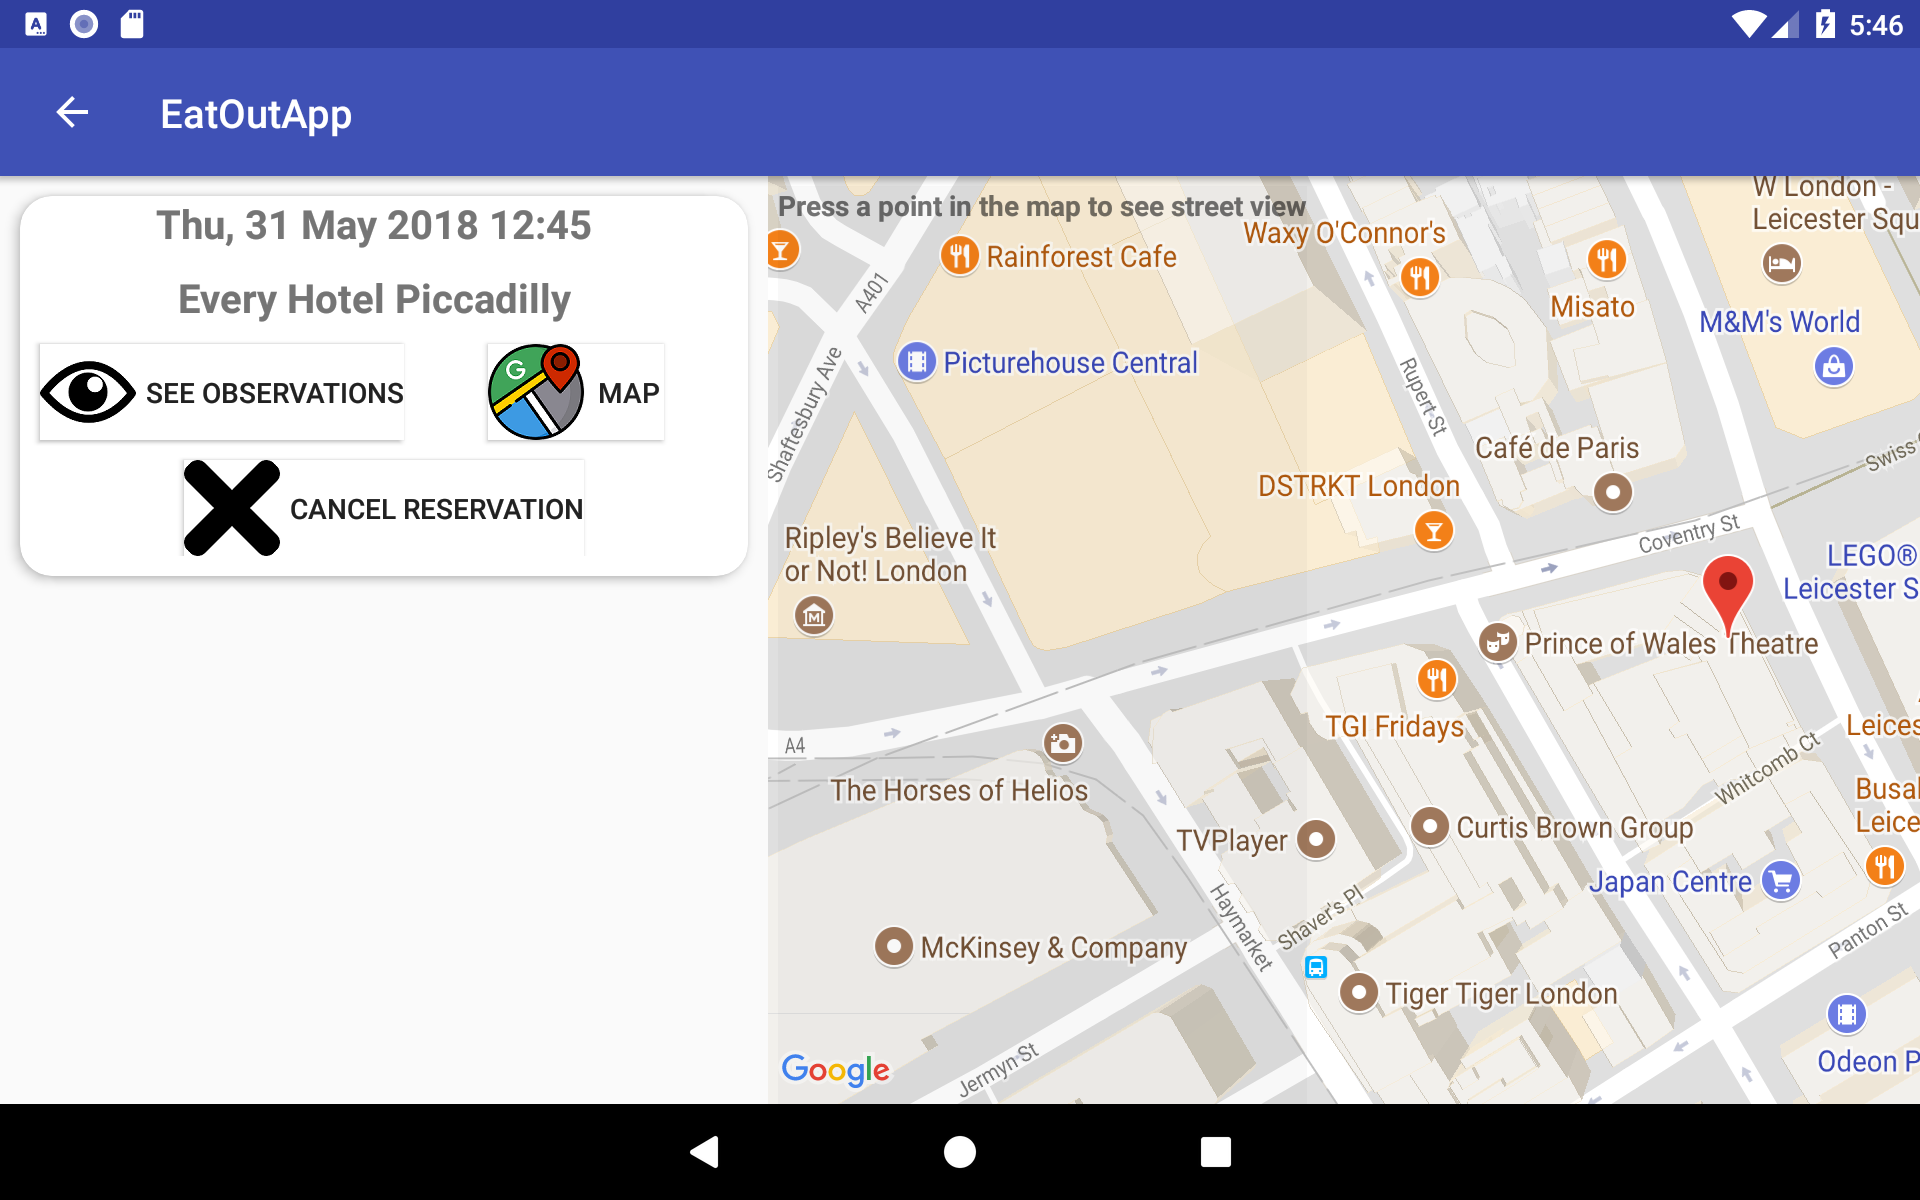 5:46
EatOutApp
Thu, 31 May 2018 12:45
Every Hotel Piccadilly
SEE OBSERVATIONS
G
MAP
CANCEL RESERVATION
Press a point in the map to see street view
W London -
Leicester Squ
Waxy O'Connor's
Rainforest Cafe
A401
Misato
M&M's World
Picturehouse Central
Shaftesbury Ave
Rupert St
Café de Paris
Swiss
DSTRKT London
Coventry St
Ripley's Believe It
or Not! London
LEGO®
Leicester S
Prince of Wales Theatre
TGI Fridays
Leices
A4
Whitcomb Ct
The Horses of Helios
Busal
Leice
TVPlayer
Curtis Brown Group
Japan Centre
Haymarket
Shaver's Pl
Panton St
McKinsey & Company
Tiger Tiger London
Odeon P
Jermyn St
Google